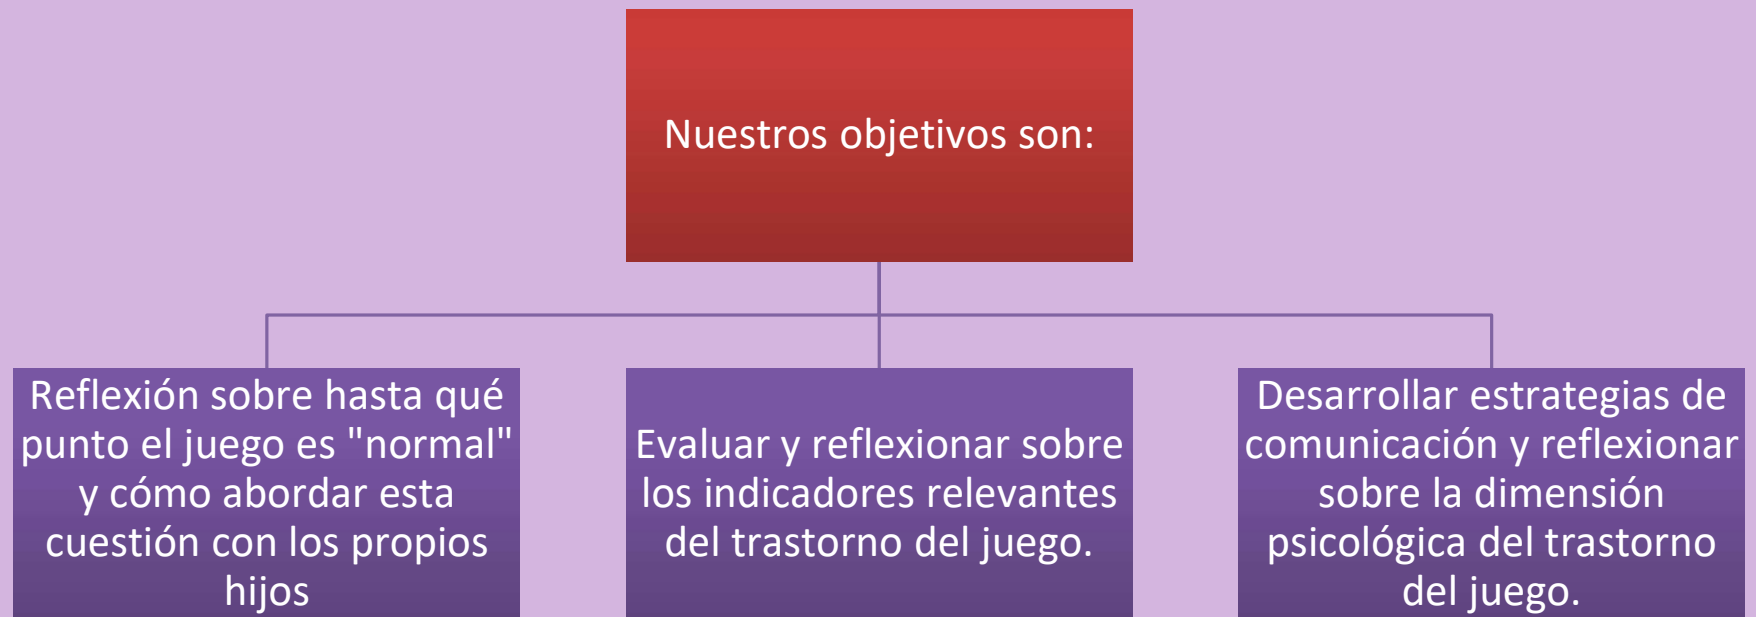 Nuestros objetivos son:
Reflexión sobre hasta qué
punto el juego es "normal"
y cómo abordar esta
cuestión con los propios
hijos
Evaluar y reflexionar sobre
los indicadores relevantes
del trastorno del juego.
Desarrollar estrategias de
comunicación y reflexionar
sobre la dimensión
psicológica del trastorno
del juego.